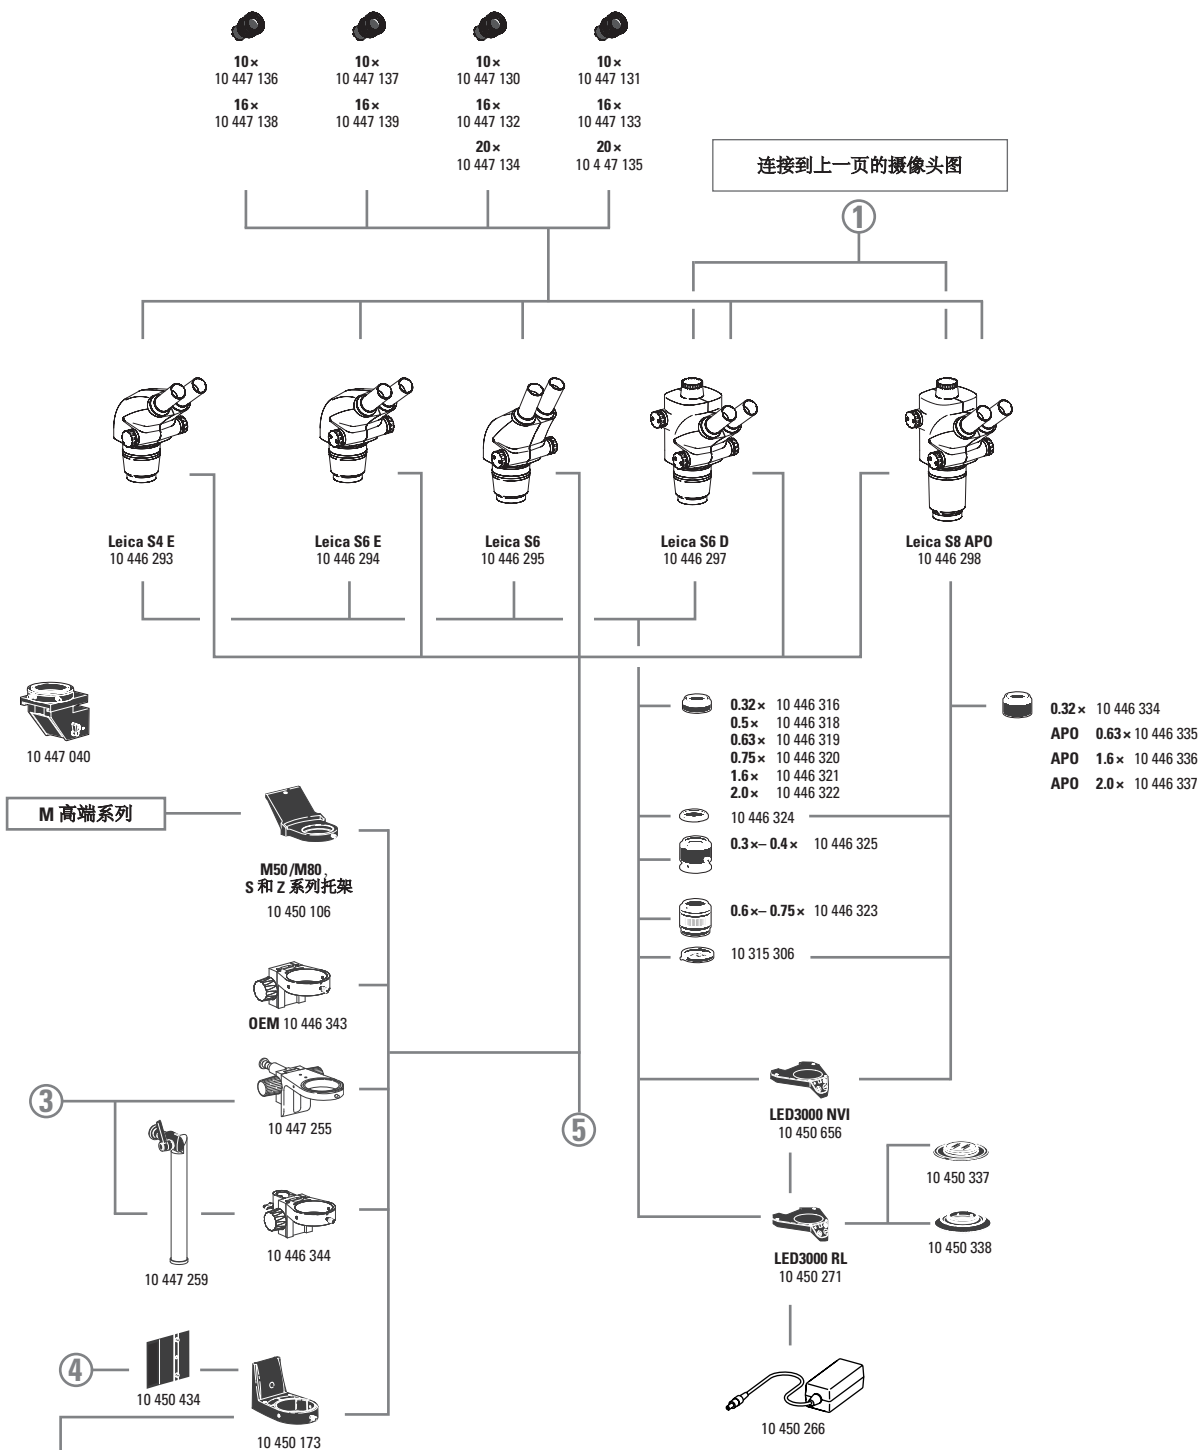 10× 10× 10× 10×
10 447 136 10 447 137 10 447 130 10 447 131
16× 16× 16× 16×
10 447 138 10 447 139 10 447 132 10 447 133
20× 20×
10 447 134 10 4 47 135
连接到上一页的摄像头图
1
Leica S4 E Leica S6 E Leica S6 Leica S6 D Leica S8 APO
10 446 293 10 446 294 10 446 295 10 446 297 10 446 298
10 447 040
0.32× 10 446 316
0.5× 10 446 318
0.63× 10 446 319
0.75× 10 446 320
1.6× 10 446 321
2.0× 10 446 322
0.32× 10 446 334
APO 0.63× 10 446 335
APO 1.6× 10 446 336
APO 2.0× 10 446 337
10 446 324
0.3×– 0.4× 10 446 325
0.6×– 0.75× 10 446 323
10 315 306
M 高端系列
M50/M80,
S 和 Z 系列托架
10 450 106
OEM 10 446 343
3
10 447 255
5
10 447 259
10 446 344
4
10 450 434
10 450 173
LED3000 NVI
10 450 656
10 450 337
LED3000 RL
10 450 271
10 450 338
10 450 266